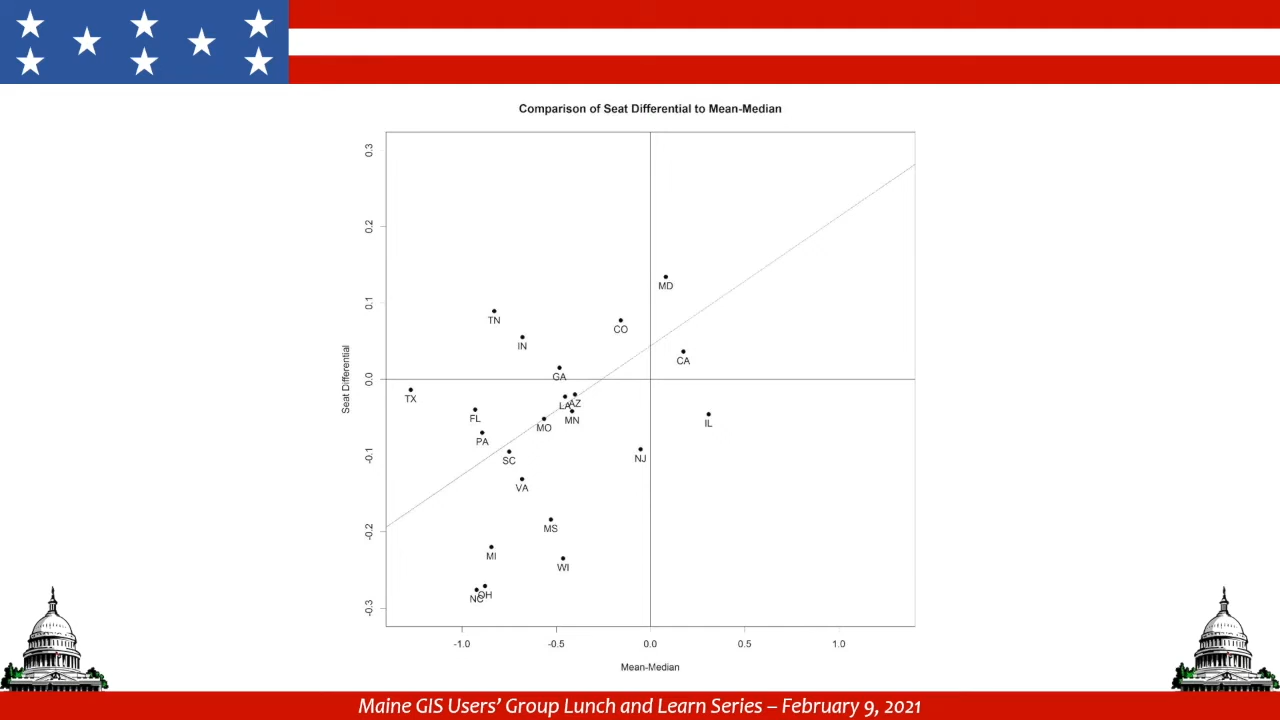 Comparison of Seat Differential to Mean-Median
0.3
0.2
0.1
0.0
-0.1
-0.2
-0.3
Seat Differential
MD
TN
CO
IN
CA
GA
TX
LA
AZ
FL
MN
IL
MO
PA
NJ
SC
VA
MS
MI
WI
OH
NC
-1.0 -0.5 0.0 0.5 1.0
Mean-Median
Maine GIS Users' Group Lunch and Learn Series – February 9, 2021